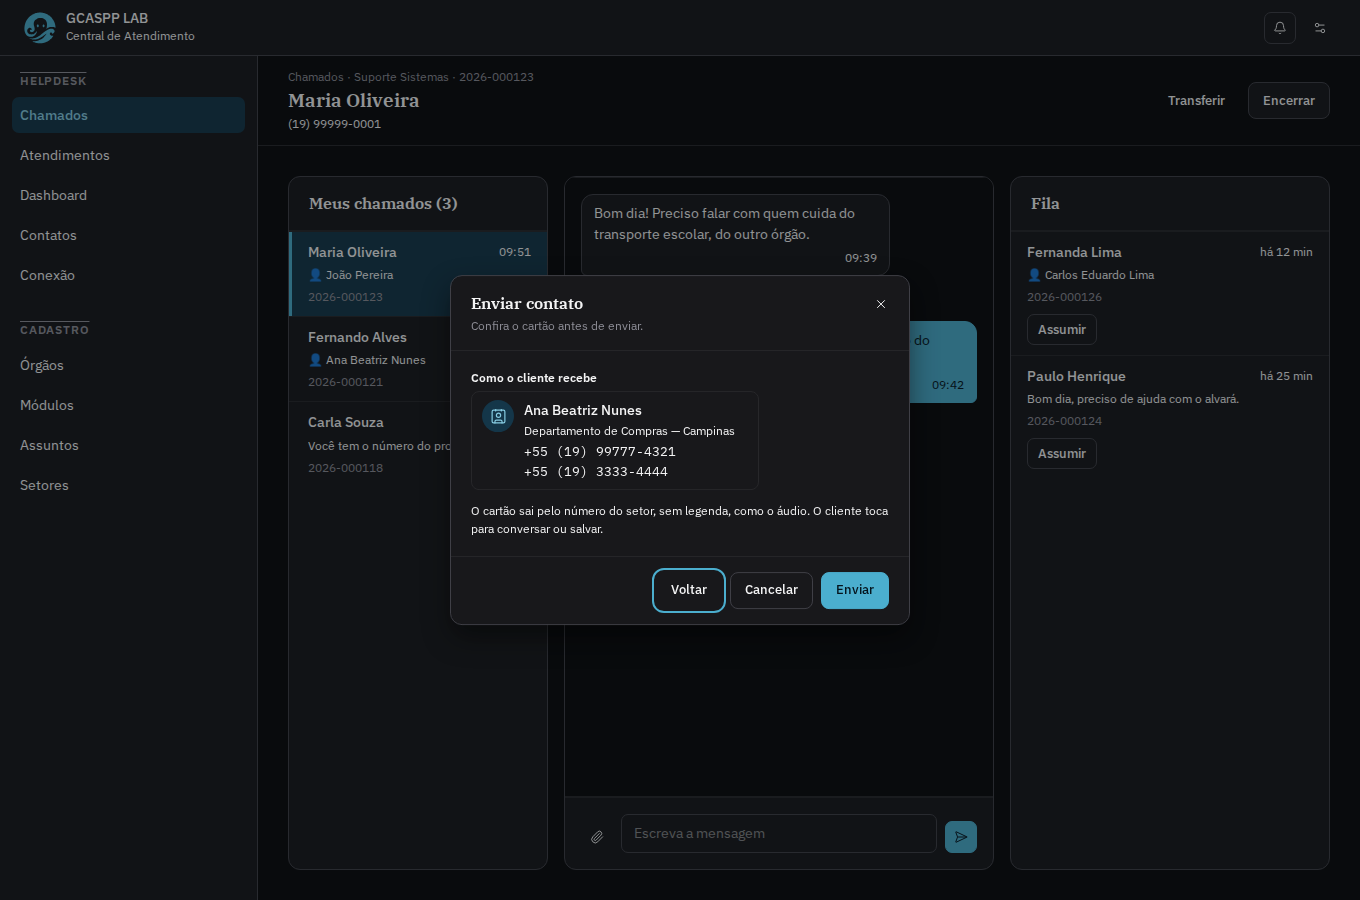 GCASPP LAB
Central de Atendimento
HELPDESK
Chamados
Atendimentos
Dashboard
Contatos
Conexão
CADASTRO
Órgãos
Módulos
Assuntos
Setores
Chamados · Suporte Sistemas · 2026-000123
Maria Oliveira
(19) 99999-0001
Transferir
Encerrar
Meus chamados (3)
Maria Oliveira
09:51
João Pereira
2026-000123
Fernando Alves
Ana Beatriz Nunes
2026-000121
Carla Souza
Você tem o número do pro
2026-000118
Bom dia! Preciso falar com quem cuida do
transporte escolar, do outro órgão.
09:39
do
09:42
Enviar contato
Confira o cartão antes de enviar.
Como o cliente recebe
Ana Beatriz Nunes
Departamento de Compras — Campinas
+55 (19) 99777-4321
+55 (19) 3333-4444
O cartão sai pelo número do setor, sem legenda, como o áudio. O cliente toca
para conversar ou salvar.
Voltar
Cancelar
Enviar
Escreva a mensagem
Fila
Fernanda Lima
há 12 min
Carlos Eduardo Lima
2026-000126
Assumir
Paulo Henrique
há 25 min
Bom dia, preciso de ajuda com o alvará.
2026-000124
Assumir